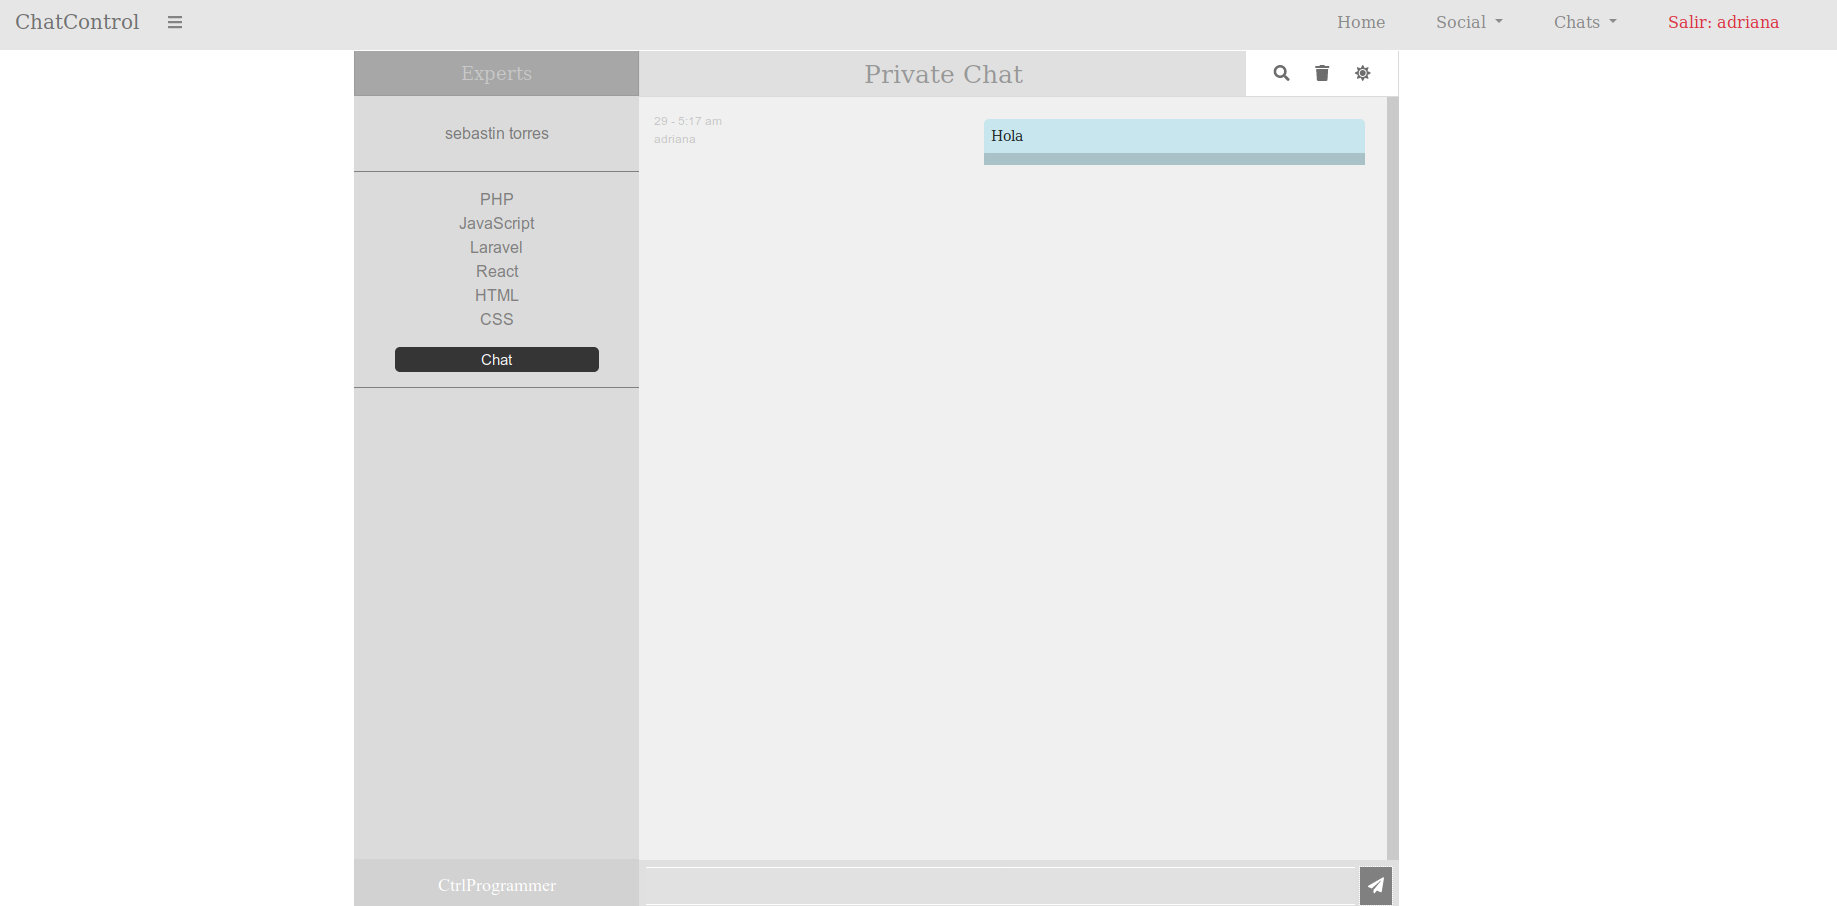 ChatControl
Home
Social
Chats
Salir: adriana
Experts
Private Chat
sebastin torres
29 - 5:17 am
adriana
Hola
PHP
JavaScript
Laravel
React
HTML
CSS
Chat
CtrlProgrammer